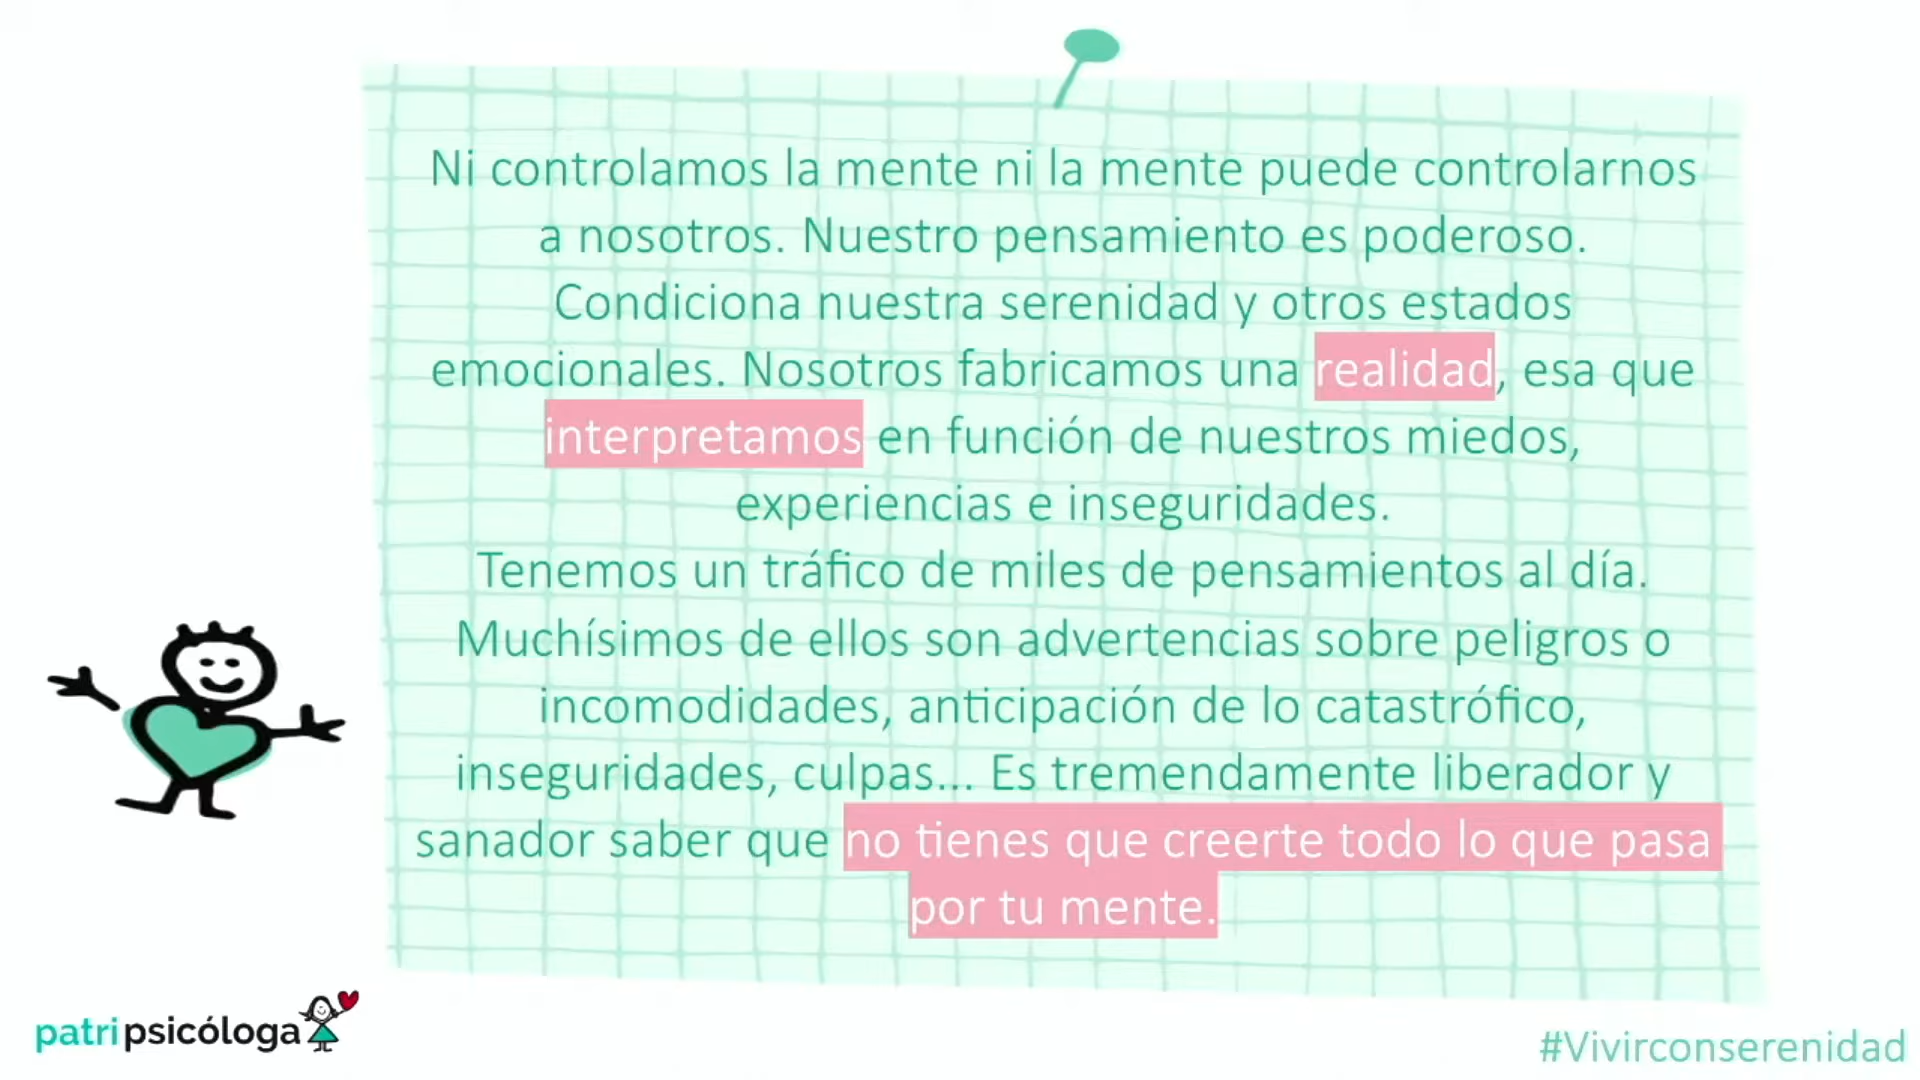 Ni controlamos la mente ni la mente puede controlarnos
a nosotros. Nuestro pensamiento es poderoso.
Condiciona nuestra serenidad y otros estados
emocionales. Nosotros fabricamos una realidad, esa que
interpretamos en función de nuestros miedos,
experiencias e inseguridades.
Tenemos un tráfico de miles de pensamientos al día.
Muchísimos de ellos son advertencias sobre peligros o
incomodidades, anticipación de lo catastrófico,
inseguridades, culpas... Es tremendamente liberador y
sanador saber que no tienes que creerte todo lo que pasa
por tu mente.
patripsicóloga
#Vivirconserenidad